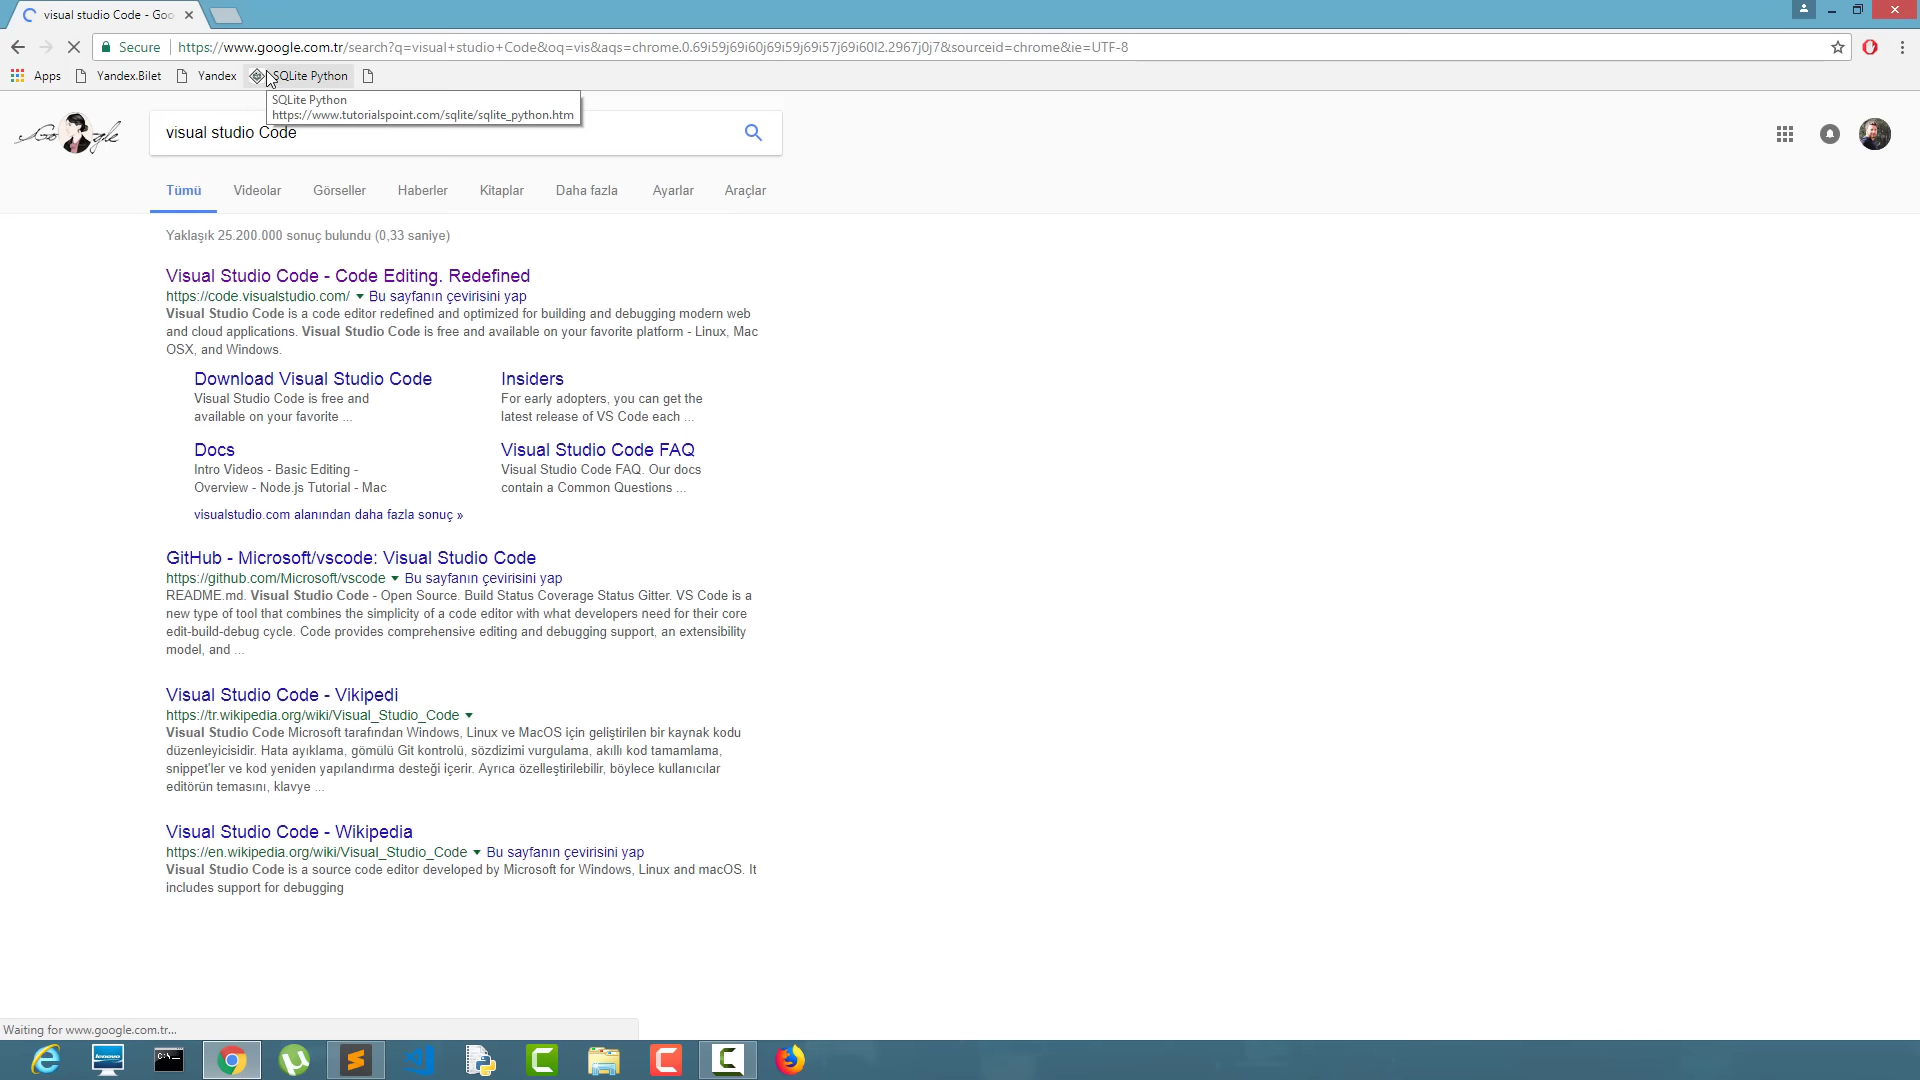 visual studio Code - Goo
Secure
https://www.google.com.tr/search?q=visual+studio+Code&oq=vis&aqs=chrome.0.69i59j69i60j69i59j69i57j69i60l2.2967j0j7&sourceid=chrome&ie=UTF-8
Apps
Yandex.Bilet
Yandex
SQLite Python
SQLite Python
https://www.tutorialspoint.com/sqlite/sqlite_python.htm
Google
visual studio Code
Tümü
Videolar
Görseller
Haberler
Kitaplar
Daha fazla
Ayarlar
Araçlar
Yaklaşık 25.200.000 sonuç bulundu (0,33 saniye)
Visual Studio Code - Code Editing. Redefined
https://code.visualstudio.com/ Bu sayfanın çevirisini yap
Visual Studio Code is a code editor redefined and optimized for building and debugging modern web
and cloud applications. Visual Studio Code is free and available on your favorite platform - Linux, Mac
OSX, and Windows.
Download Visual Studio Code
Visual Studio Code is free and
available on your favorite ...
Insiders
For early adopters, you can get the
latest release of VS Code each ...
Docs
Intro Videos - Basic Editing -
Overview - Node.js Tutorial - Mac
Visual Studio Code FAQ
Visual Studio Code FAQ. Our docs
contain a Common Questions ...
visualstudio.com alanından daha fazla sonuç »
GitHub - Microsoft/vscode: Visual Studio Code
https://github.com/Microsoft/vscode Bu sayfanın çevirisini yap
README.md. Visual Studio Code - Open Source. Build Status Coverage Status Gitter. VS Code is a
new type of tool that combines the simplicity of a code editor with what developers need for their core
edit-build-debug cycle. Code provides comprehensive editing and debugging support, an extensibility
model, and ...
Visual Studio Code - Vikipedi
https://tr.wikipedia.org/wiki/Visual_Studio_Code
Visual Studio Code Microsoft tarafından Windows, Linux ve MacOS için geliştirilen bir kaynak kodu
düzenleyicisidir. Hata ayıklama, gömülü Git kontrolü, sözdizimi vurgulama, akıllı kod tamamlama,
snippet'ler ve kod yeniden yapılandırma desteği içerir. Ayrıca özelleştirilebilir, böylece kullanıcılar
editörün temasını, klavye ...
Visual Studio Code - Wikipedia
https://en.wikipedia.org/wiki/Visual_Studio_Code Bu sayfanın çevirisini yap
Visual Studio Code is a source code editor developed by Microsoft for Windows, Linux and macOS. It
includes support for debugging
Waiting for www.google.com.tr...